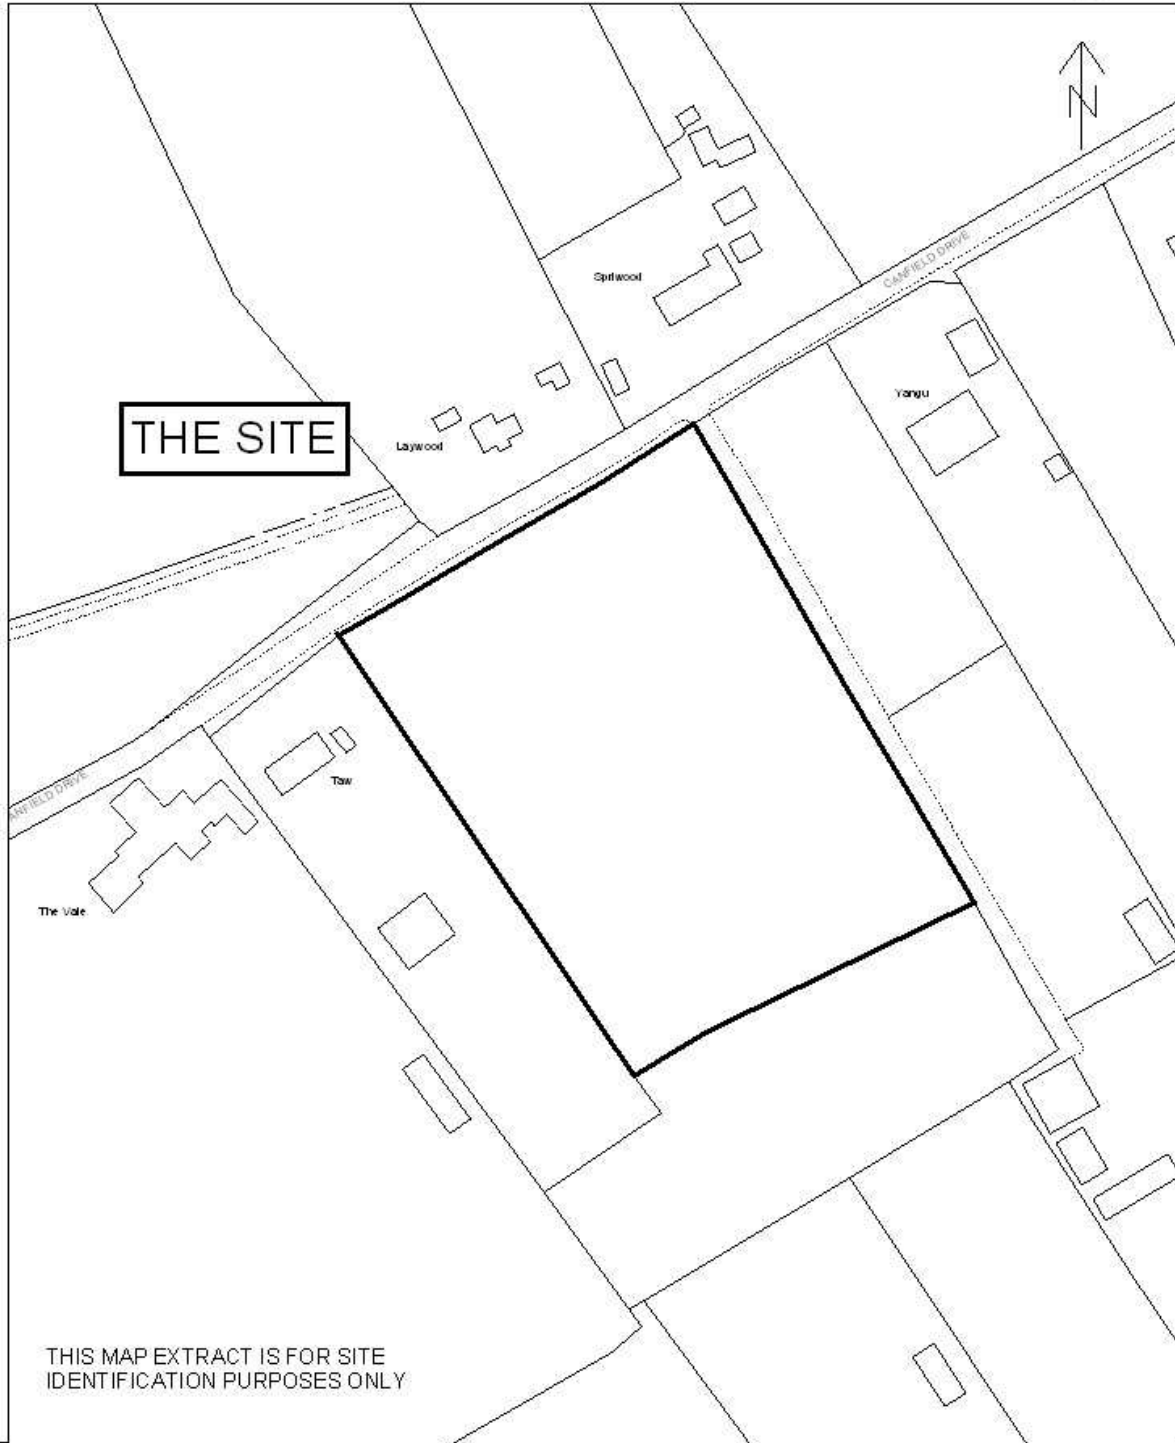 N
CANFIELD DRIVE
Spriwood
Yangu
THE SITE
Laywood
Taw
ANFIELD DRIVE
The Vale
THIS MAP EXTRACT IS FOR SITE
IDENTIFICATION PURPOSES ONLY